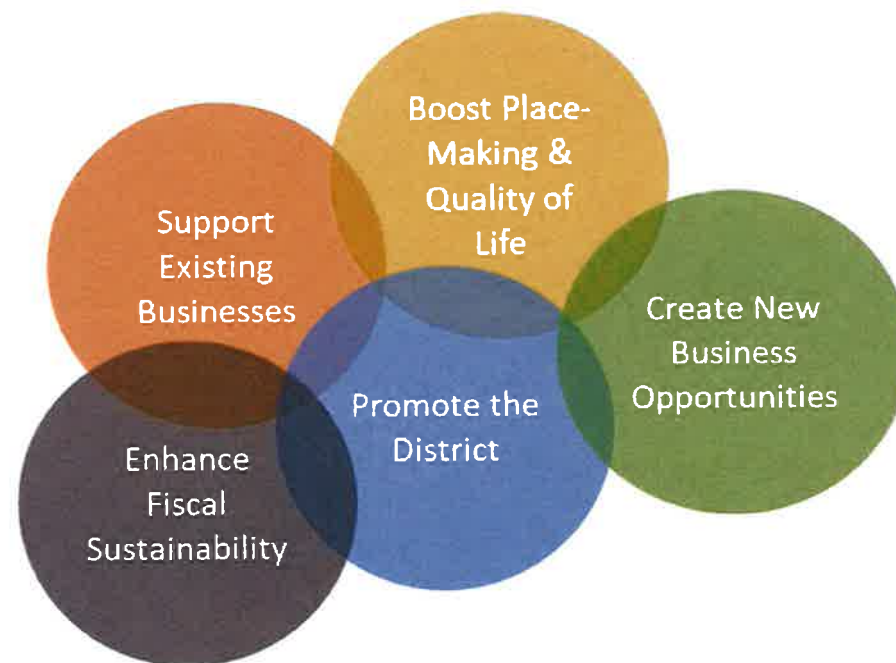 Boost Place-
Making &
Quality of
Life
Support
Existing
Businesses
Create New
Business
Opportunities
Promote the
District
Enhance
Fiscal
Sustainability